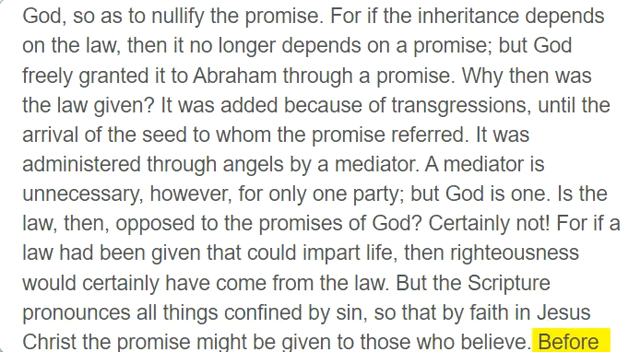 God, so as to nullify the promise. For if the inheritance depends
on the law, then it no longer depends on a promise; but God
freely granted it to Abraham through a promise. Why then was
the law given? It was added because of transgressions, until the
arrival of the seed to whom the promise referred. It was
administered through angels by a mediator. A mediator is
unnecessary, however, for only one party; but God is one. Is the
law, then, opposed to the promises of God? Certainly not! For if a
law had been given that could impart life, then righteousness
would certainly have come from the law. But the Scripture
pronounces all things confined by sin, so that by faith in Jesus
Christ the promise might be given to those who believe. Before